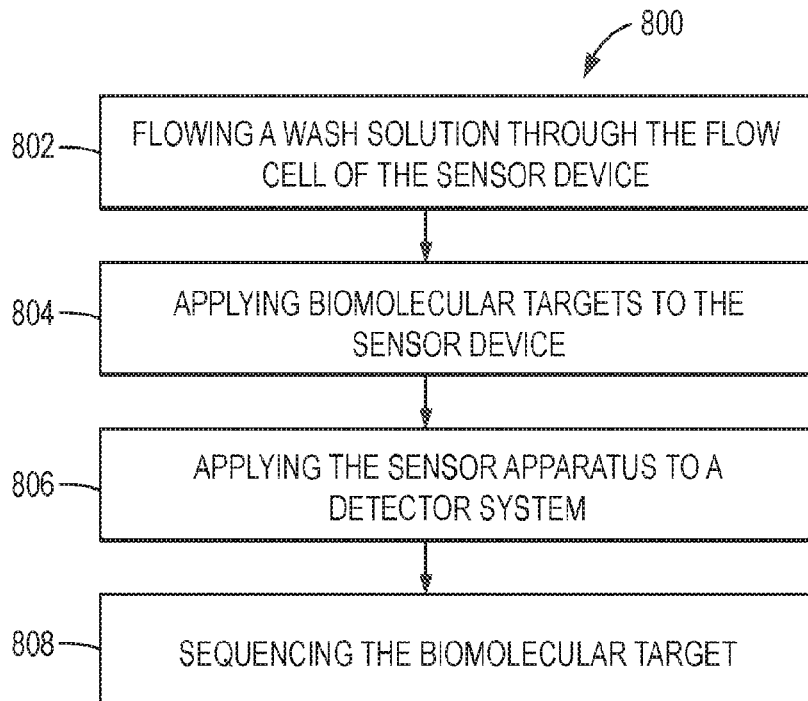 800
802
FLOWING A WASH SOLUTION THROUGH THE FLOW
CELL OF THE SENSOR DEVICE
804
APPLYING BIOMOLECULAR TARGETS TO THE
SENSOR DEVICE
806
APPLYING THE SENSOR APPARATUS TO A
DETECTOR SYSTEM
808
SEQUENCING THE BIOMOLECULAR TARGET